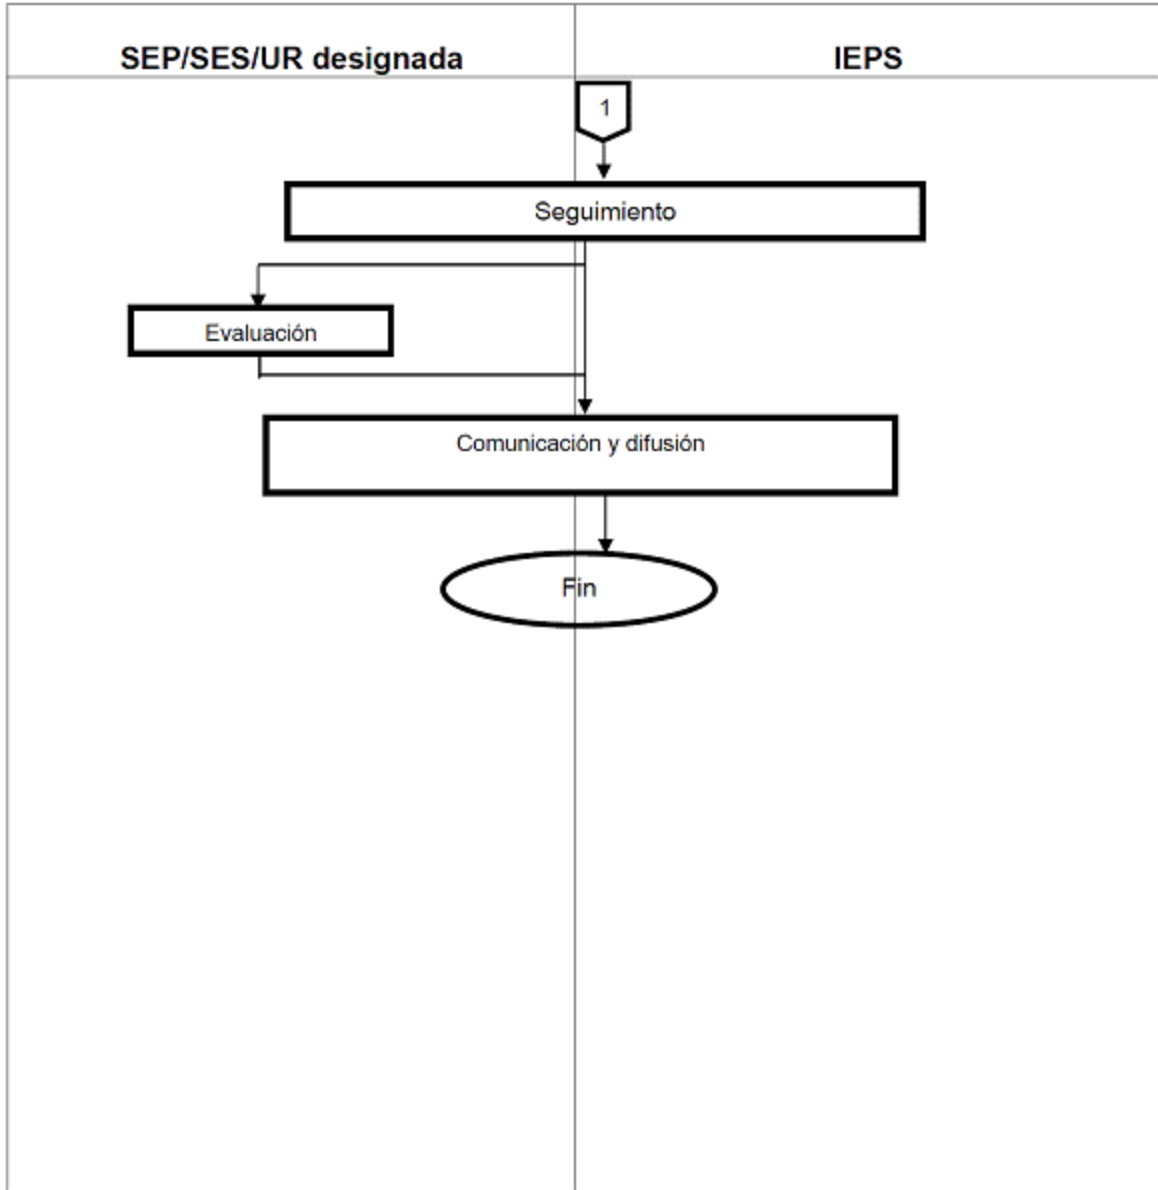 SEP/SES/UR designada
IEPS
1
Seguimiento
Evaluación
Comunicación y difusión
Fin